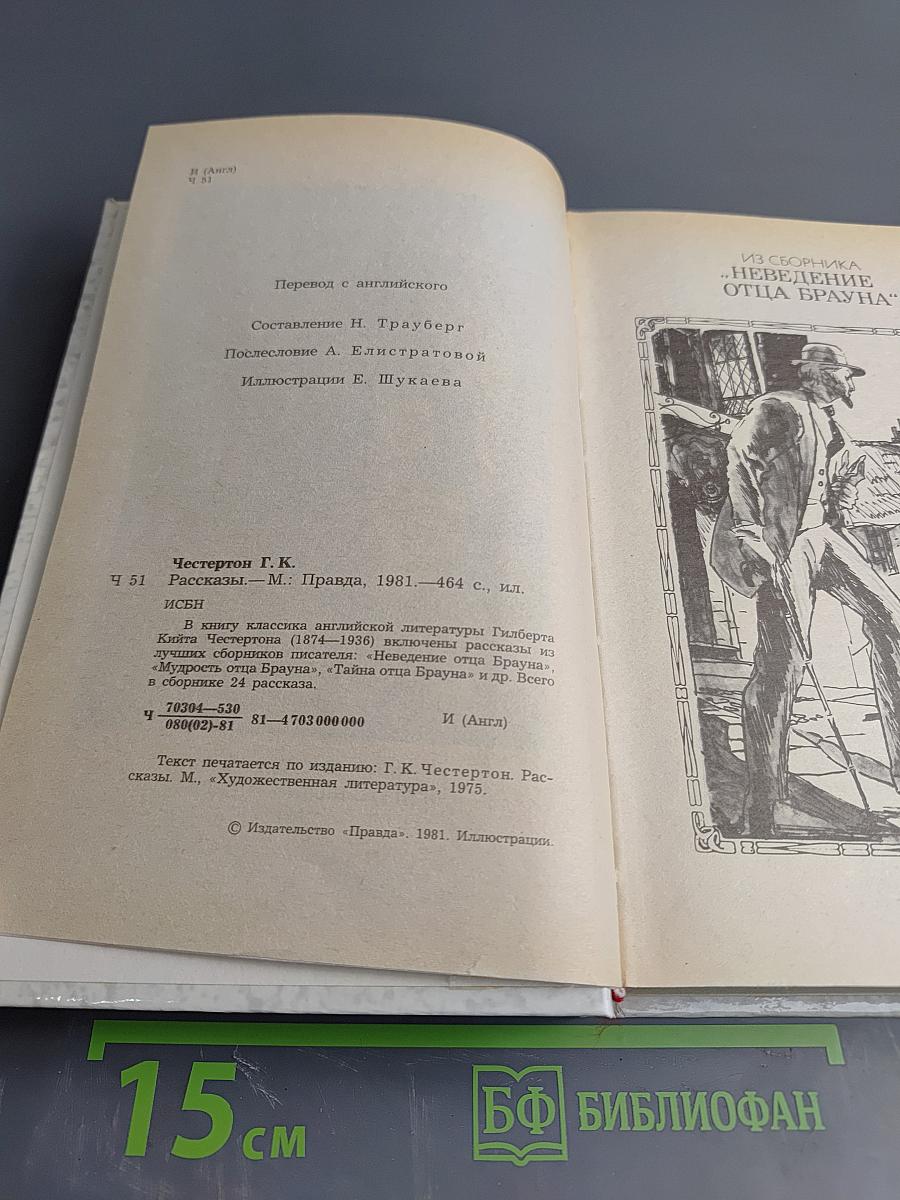 И (Англ)
Ч 51
Перевод с английского
Составление Н. Трауберг
Послесловие А. Елистратовой
Иллюстрации Е. Шукаева
Честертон Г. К.
Ч 51 Рассказы.— М.: Правда, 1981.—464 с., ил.
ИСБН
В книгу классика английской литературы Гилберта
Кийта Честертона (1874—1936) включены рассказы из
лучших сборников писателя: «Неведение отца Брауна»,
«Мудрость отца Брауна», «Тайна отца Брауна» и др. Всего
в сборнике 24 рассказа.
Ч 70304—530
080(02)-81 81—4703000000 И (Англ)
Текст печатается по изданию: Г. К. Честертон. Рас-
сказы. М., «Художественная литература», 1975.
© Издательство «Правда». 1981. Иллюстрации.
ИЗ СБОРНИКА
„НЕВЕДЕНИЕ
ОТЦА БРАУНА“
15 СМ
БФ БИБЛИОФАН